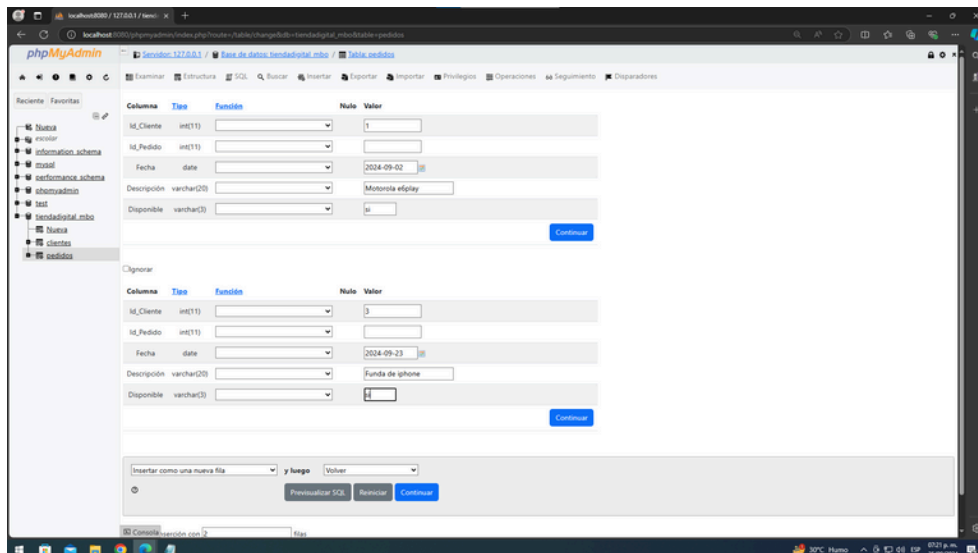 localhost:8080 / 127.0.0.1 / tiend
localhost:8080/phpmyadmin/index.php?route=/table/change&db=tiendadigital_mbo&table=pedidos
phpMyAdmin
Servidor: 127.0.0.1 / Base de datos: tiendadigital_mbo / Tabla: pedidos
Examinar Estructura SQL Buscar Insertar Exportar Importar Privilegios Operaciones Seguimiento Disparadores
Reciente Favoritas
Nueva
escolar
information_schema
mysql
performance_schema
phpmyadmin
test
tiendadigital_mbo
Nueva
clientes
pedidos
Columna Tipo Función Nulo Valor
Id_Cliente int(11) 1
Id_Pedido int(11)
Fecha date 2024-09-02
Descripción varchar(20) Motorola e6play
Disponible varchar(3) si
Continuar
Ignorar
Columna Tipo Función Nulo Valor
Id_Cliente int(11) 3
Id_Pedido int(11)
Fecha date 2024-09-23
Descripción varchar(20) Funda de iphone
Disponible varchar(3) si
Continuar
Insertar como una nueva fila y luego Volver
Previsualizar SQL Reiniciar Continuar
Consola inserción con 2 filas
30°C Humo ESP 07:21 p. m.